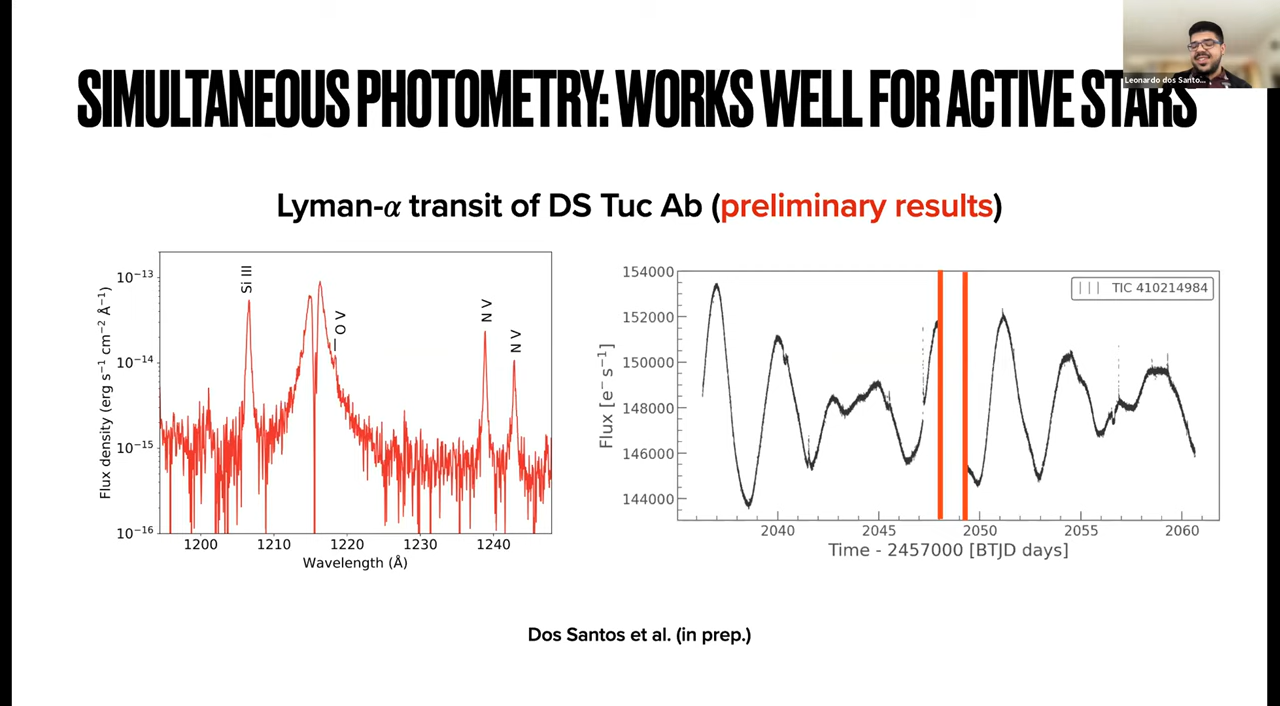 SIMULTANEOUS PHOTOMETRY: WORKS WELL FOR ACTIVE STARS
Leonardo dos Santo...
Lyman-α transit of DS Tuc Ab (preliminary results)
Flux density (erg s⁻¹ cm⁻² Å⁻¹)
10⁻¹³
10⁻¹⁴
10⁻¹⁵
10⁻¹⁶
Si III
O V
N V
N V
1200 1210 1220 1230 1240
Wavelength (Å)
Flux [e⁻ s⁻¹]
154000
152000
150000
148000
146000
144000
TIC 410214984
2040 2045 2050 2055 2060
Time - 2457000 [BTJD days]
Dos Santos et al. (in prep.)